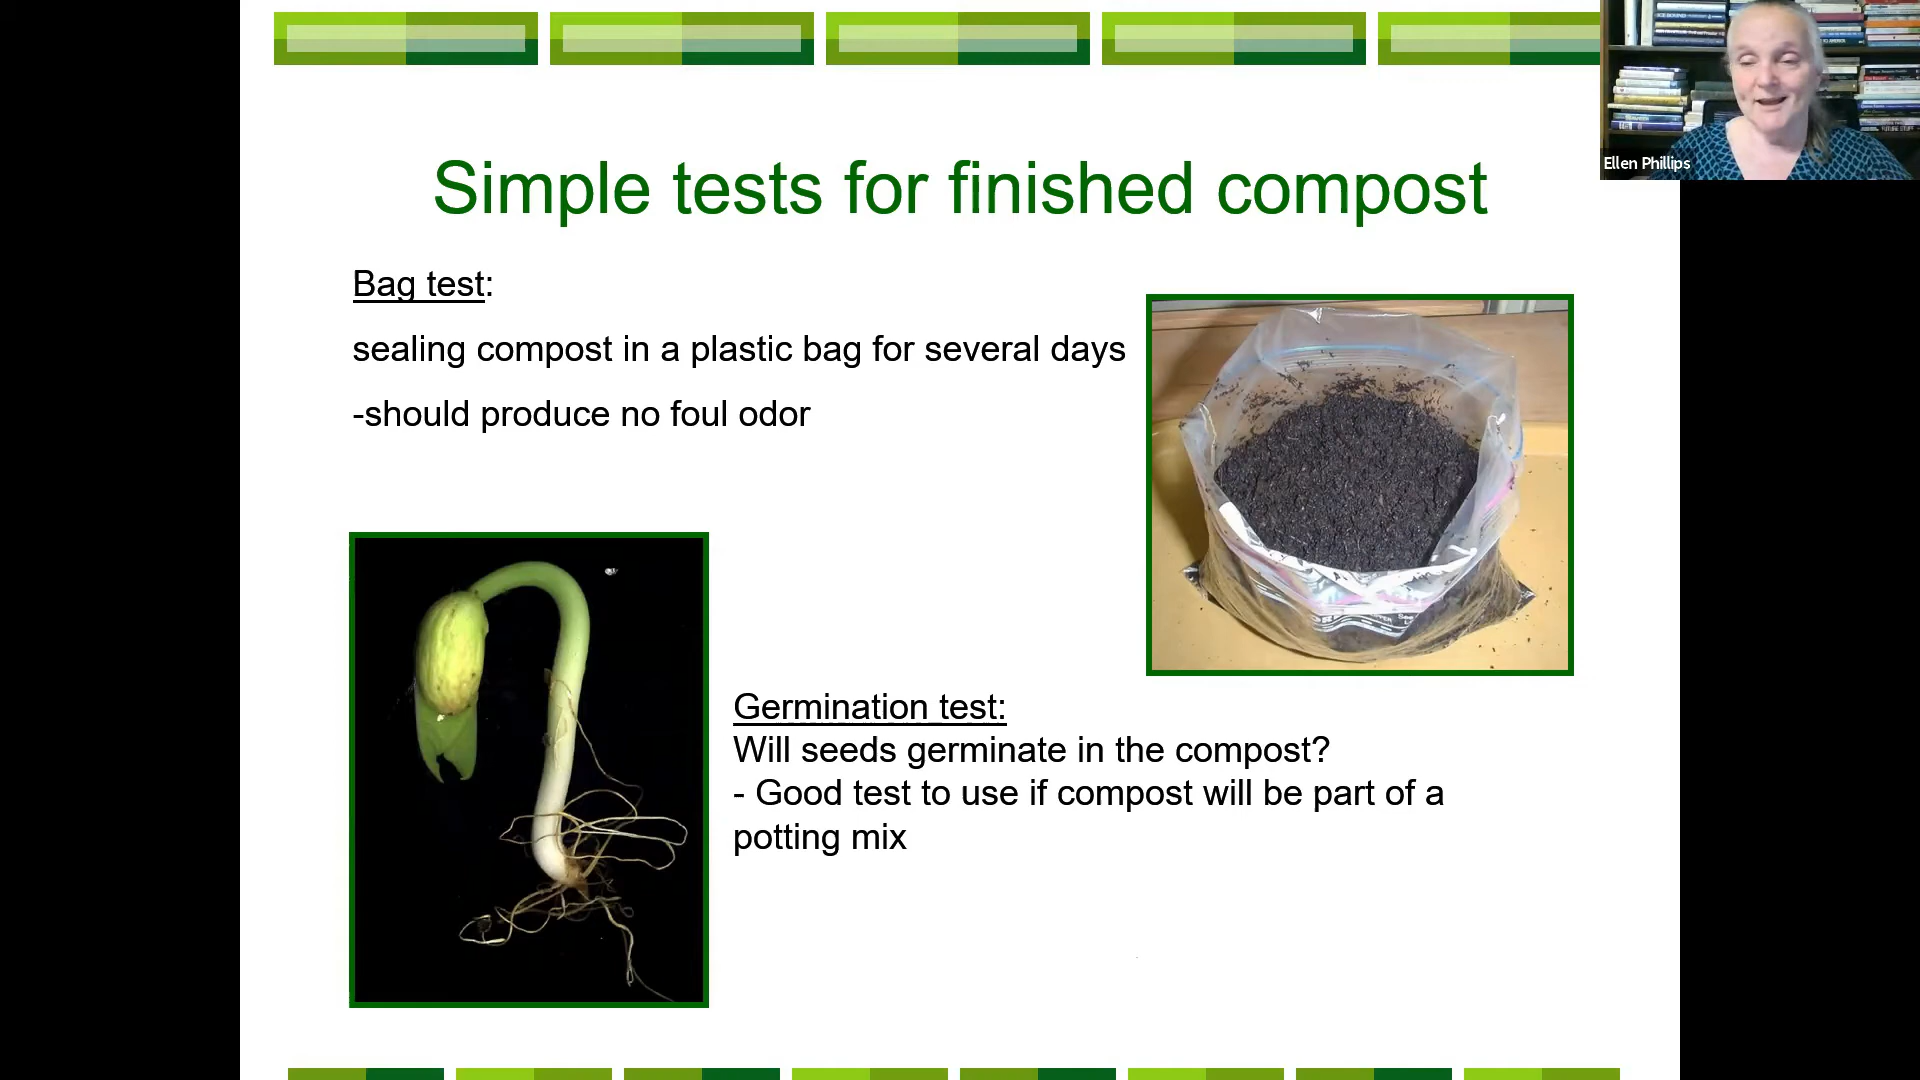 Simple tests for finished compost
Ellen Phillips
Bag test:
sealing compost in a plastic bag for several days
-should produce no foul odor
Germination test:
Will seeds germinate in the compost?
- Good test to use if compost will be part of a
potting mix